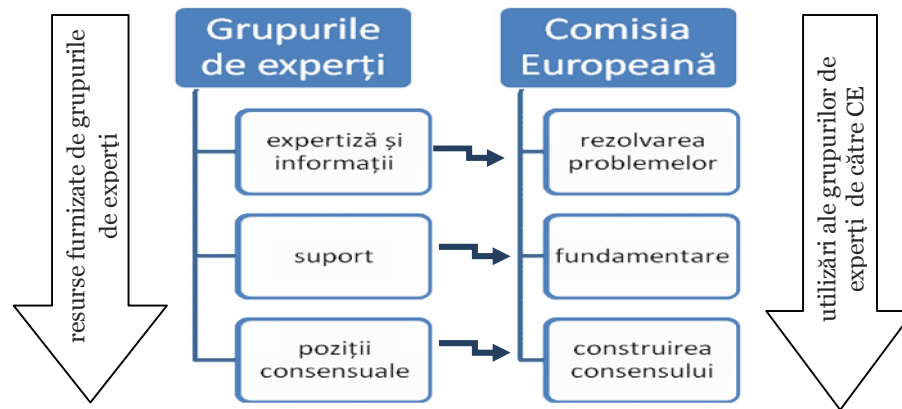 resurse furnizate de grupurile
de experți
Grupurile
de experți
expertiză și
informații
suport
poziții
consensuale
Comisia
Europeană
rezolvarea
problemelor
fundamentare
construirea
consensului
utilizări ale grupurilor de
experți de către CE